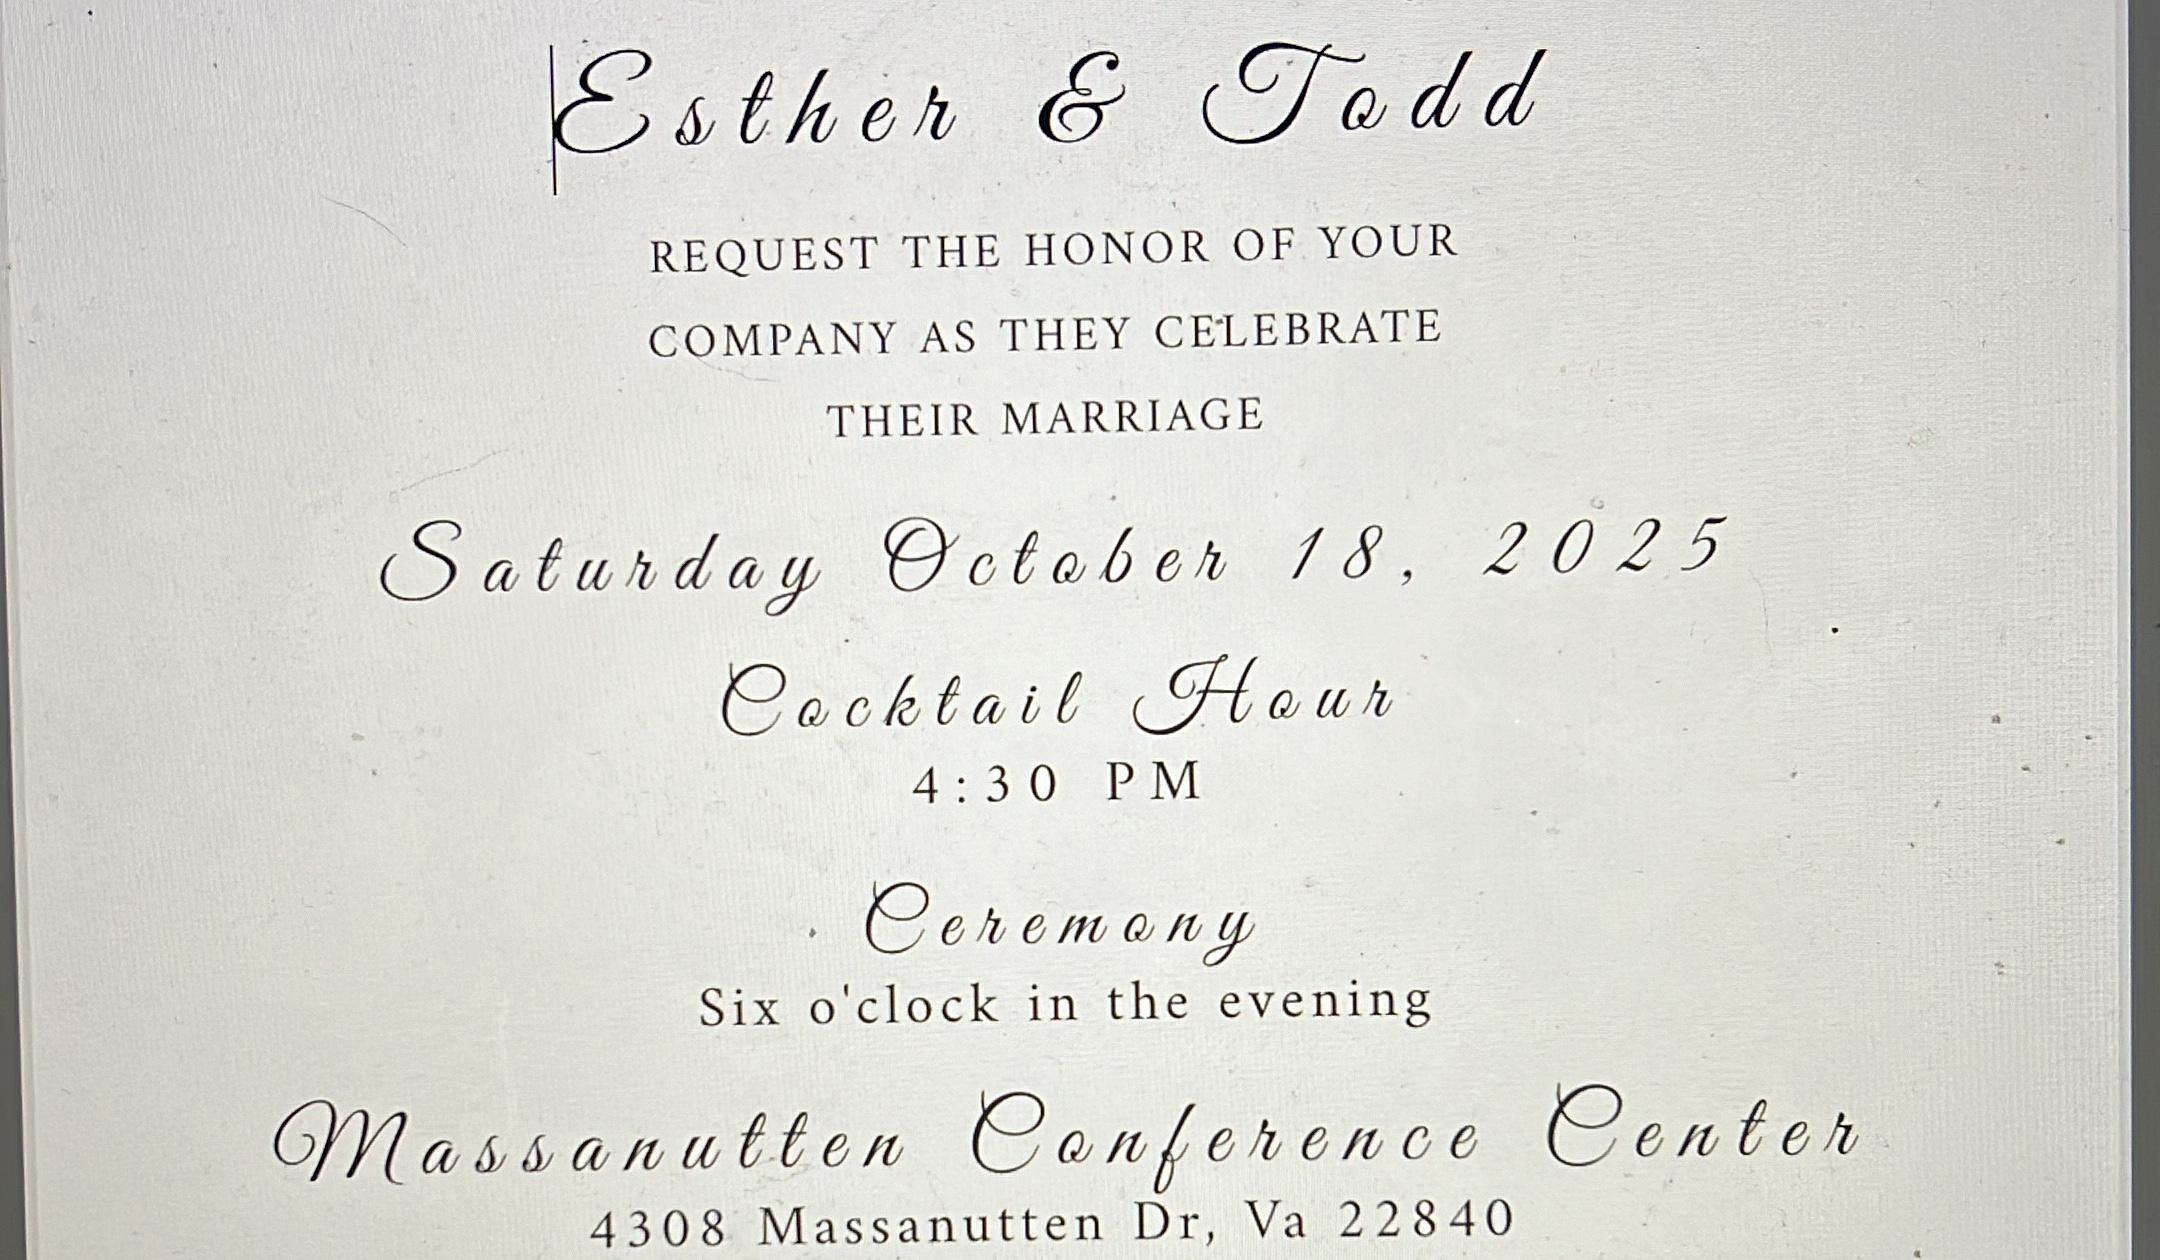 Esther & Todd
REQUEST THE HONOR OF YOUR
COMPANY AS THEY CELEBRATE
THEIR MARRIAGE
Saturday October 18, 2025
Cocktail Hour
4:30 PM
Ceremony
Six o'clock in the evening
Massanutten Conference Center
4308 Massanutten Dr, Va 22840